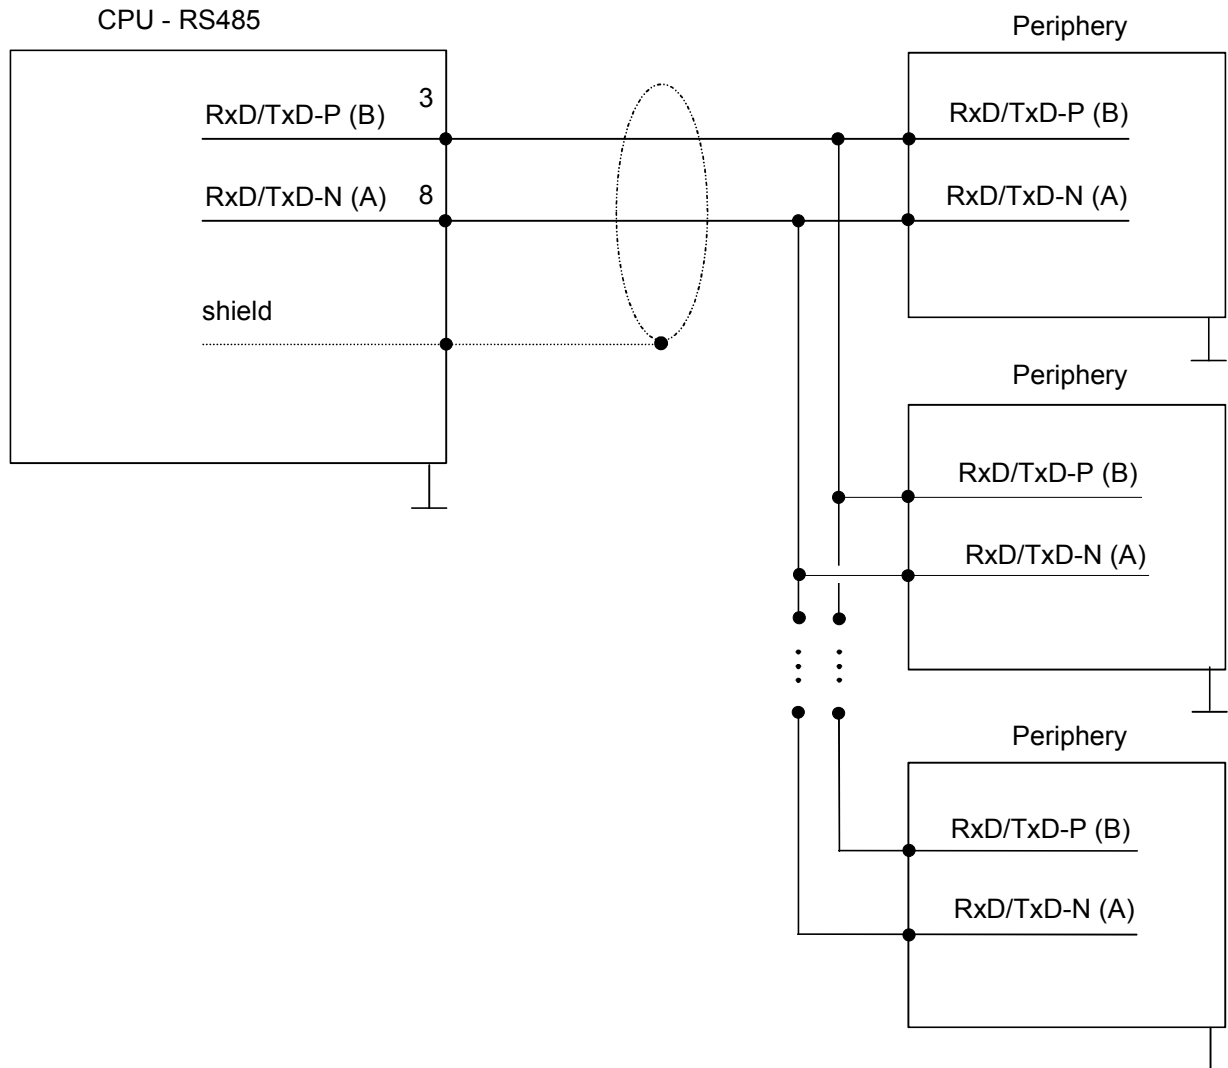 CPU - RS485
RxD/TxD-P (B)
3
RxD/TxD-N (A)
8
shield
Periphery
RxD/TxD-P (B)
RxD/TxD-N (A)
Periphery
RxD/TxD-P (B)
RxD/TxD-N (A)
Periphery
RxD/TxD-P (B)
RxD/TxD-N (A)